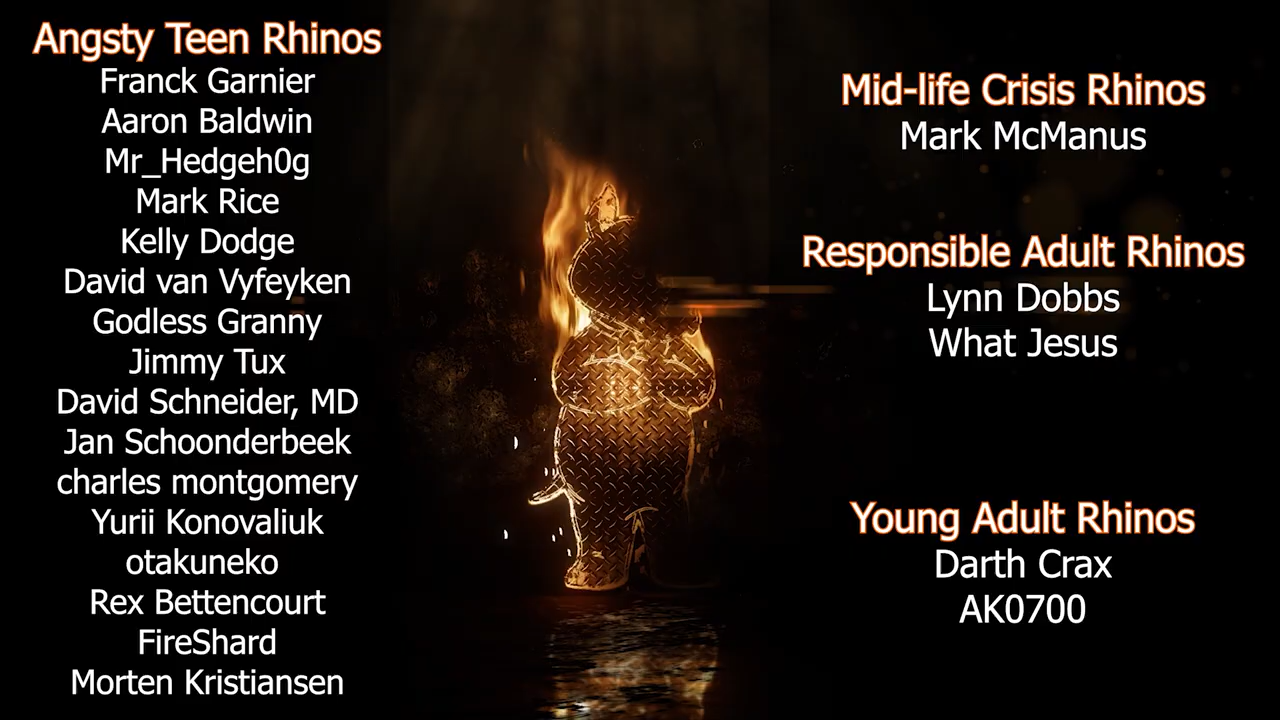 Angsty Teen Rhinos
Franck Garnier
Aaron Baldwin
Mr_Hedgeh0g
Mark Rice
Kelly Dodge
David van Vyfeyken
Godless Granny
Jimmy Tux
David Schneider, MD
Jan Schoonderbeek
charles montgomery
Yurii Konovaliuk
otakuneko
Rex Bettencourt
FireShard
Morten Kristiansen
Mid-life Crisis Rhinos
Mark McManus
Responsible Adult Rhinos
Lynn Dobbs
What Jesus
Young Adult Rhinos
Darth Crax
AK0700